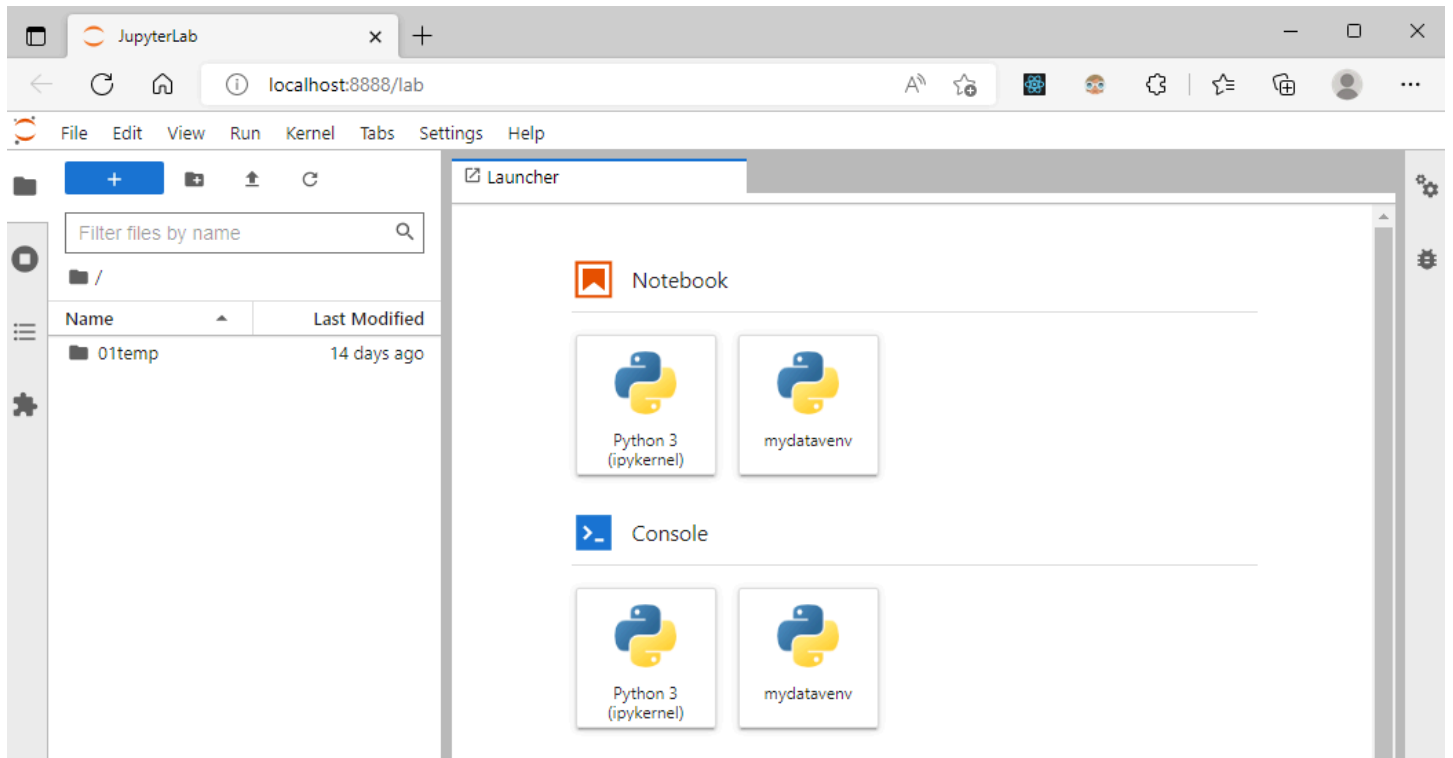 JupyterLab
localhost:8888/lab
File Edit View Run Kernel Tabs Settings Help
Launcher
Filter files by name
/
Name Last Modified
01temp 14 days ago
Notebook
Python 3
(ipykernel)
mydatavenv
Console
Python 3
(ipykernel)
mydatavenv